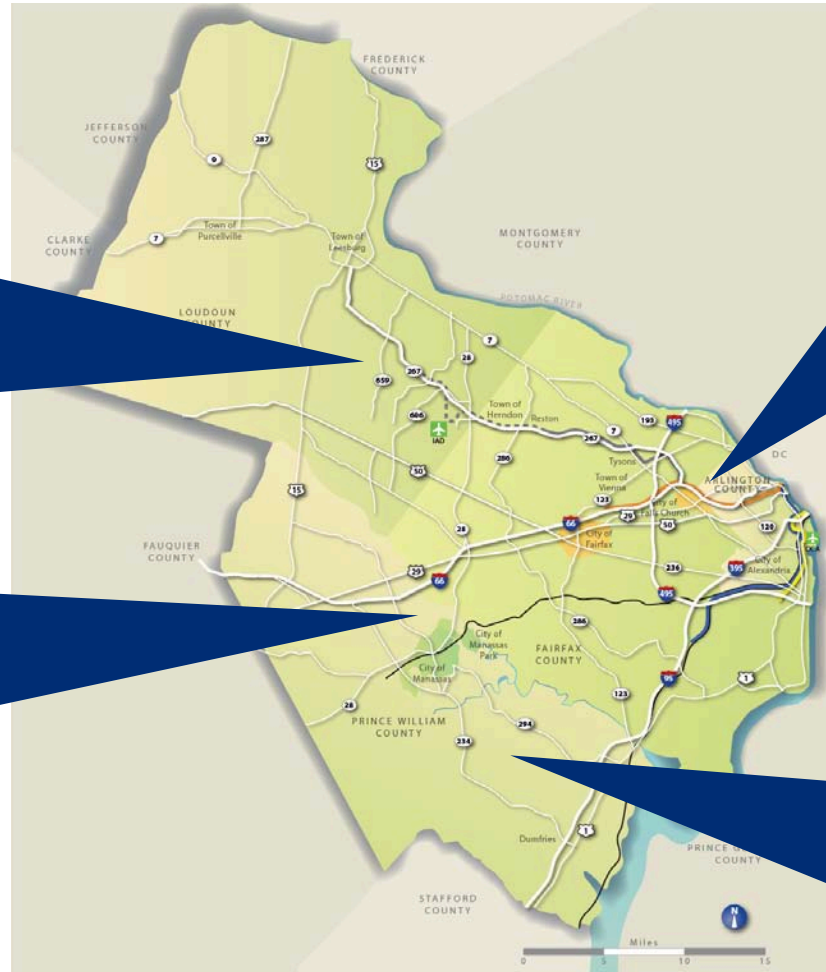 FREDERICK
COUNTY
JEFFERSON
COUNTY
287
9
15
CLARKE
COUNTY
7
Town of
Purcellville
Town of
Leesburg
MONTGOMERY
COUNTY
POTOMAC RIVER
LOUDOUN
COUNTY
7
28
659
267
606
IAD
Town of
Herndon
Reston
286
267
7
193
495
DC
Tysons
Town of
Vienna
123
ARLINGTON
COUNTY
City of
Falls Church
50
15
66
29
50
120
City of
Fairfax
28
236
395
City of
Alexandria
FAUQUIER
COUNTY
29
66
495
286
City of
Manassas
Park
City of
Manassas
FAIRFAX
COUNTY
95
1
123
28
PRINCE WILLIAM
COUNTY
294
234
Dumfries
1
PRINCE
COUNTY
STAFFORD
COUNTY
N
Miles
0 5 10 15